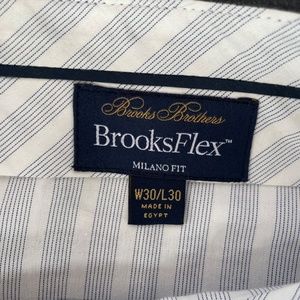 Brooks Brothers
BrooksFlex™
MILANO FIT
W30/L30
MADE IN
EGYPT